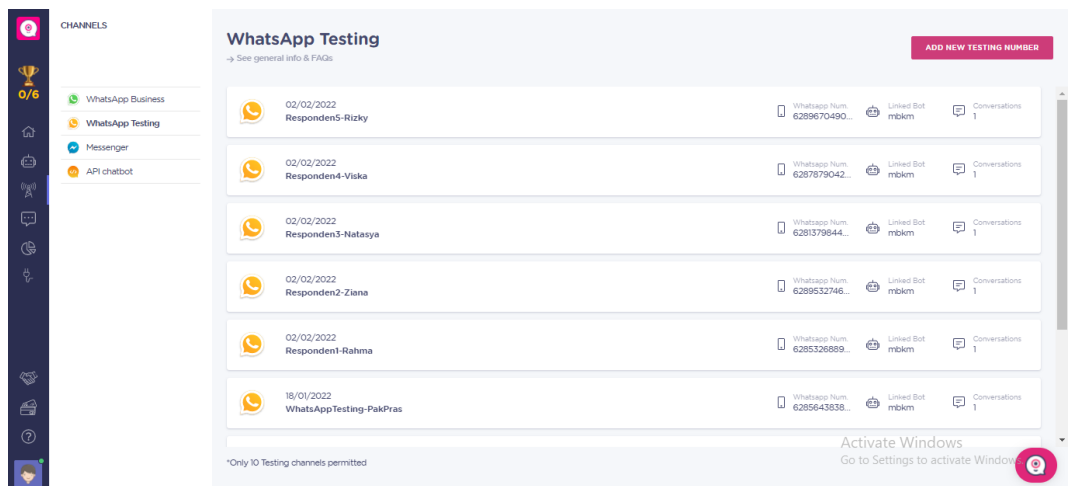 CHANNELS
0/6
WhatsApp Business
WhatsApp Testing
Messenger
API chatbot
WhatsApp Testing
→ See general info & FAQs
ADD NEW TESTING NUMBER
02/02/2022
Responden5-Rizky
Whatsapp Num.
6289670490...
Linked Bot
mbkm
Conversations
1
02/02/2022
Responden4-Viska
Whatsapp Num.
6287879042...
Linked Bot
mbkm
Conversations
1
02/02/2022
Responden3-Natasya
Whatsapp Num.
6281379844...
Linked Bot
mbkm
Conversations
1
02/02/2022
Responden2-Ziana
Whatsapp Num.
6289532746...
Linked Bot
mbkm
Conversations
1
02/02/2022
Responden1-Rahma
Whatsapp Num.
6285326889...
Linked Bot
mbkm
Conversations
1
18/01/2022
WhatsAppTesting-PakPras
Whatsapp Num.
6285643838...
Linked Bot
mbkm
Conversations
1
*Only 10 Testing channels permitted
Activate Windows
Go to Settings to activate Windows